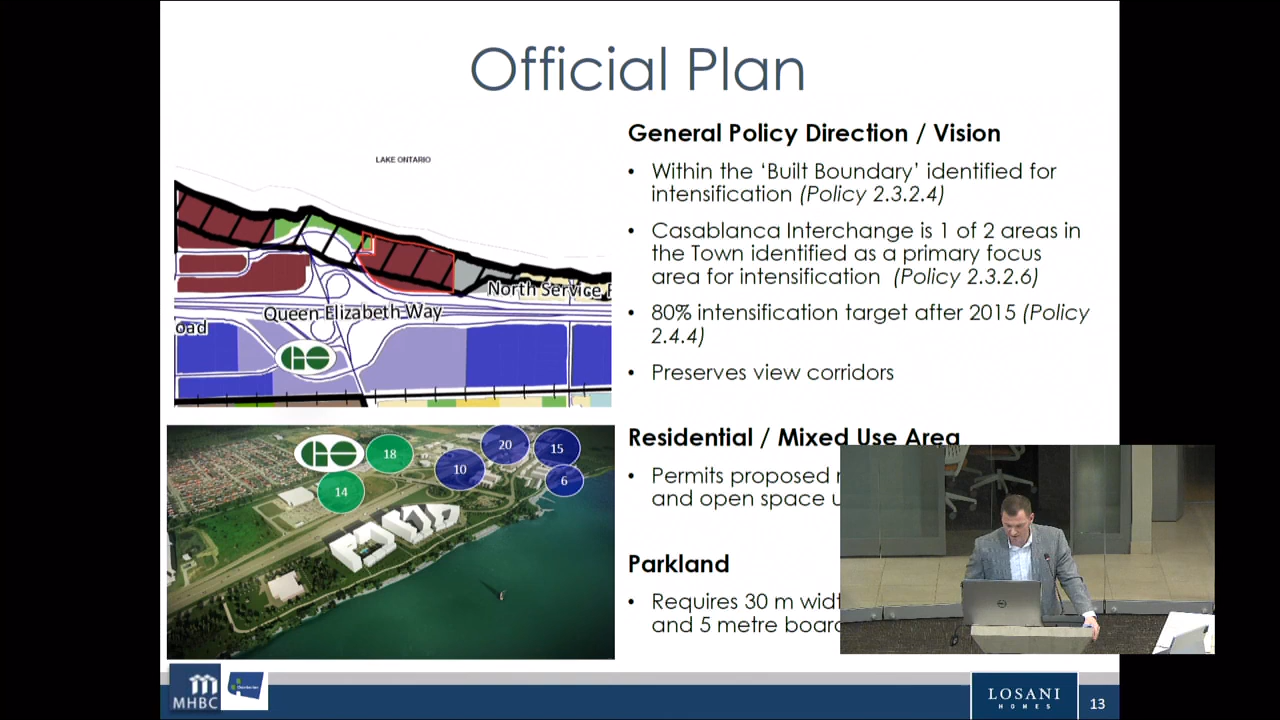 Official Plan
General Policy Direction / Vision
• Within the ‘Built Boundary’ identified for
intensification (Policy 2.3.2.4)
• Casablanca Interchange is 1 of 2 areas in
the Town identified as a primary focus
area for intensification (Policy 2.3.2.6)
• 80% intensification target after 2015 (Policy
2.4.4)
• Preserves view corridors
Residential / Mixed Use Area
• Permits proposed
and open space
Parkland
• Requires 30 m
and 5 metre
LAKE ONTARIO
North Service
Queen Elizabeth Way
oad
GO
GO
18
14
10
20
15
6
MHBC
LOSANI
HOMES
13